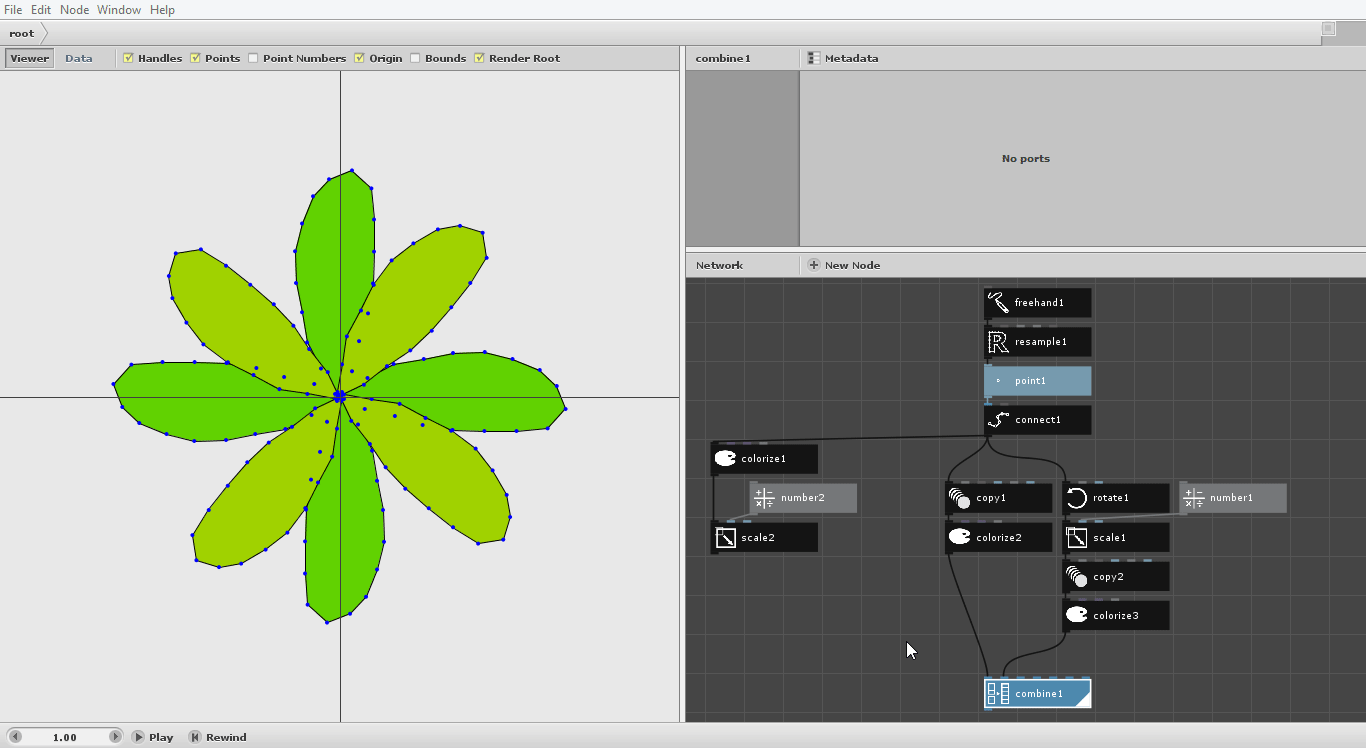 File Edit Node Window Help
root
Viewer Data Handles Points Point Numbers Origin Bounds Render Root
combine1 Metadata
No ports
Network New Node
freehand1
resample1
point1
connect1
colorize1
number2 copy1 rotate1 number1
scale2 colorize2 scale1
copy2
colorize3
combine1
1.00 Play Rewind